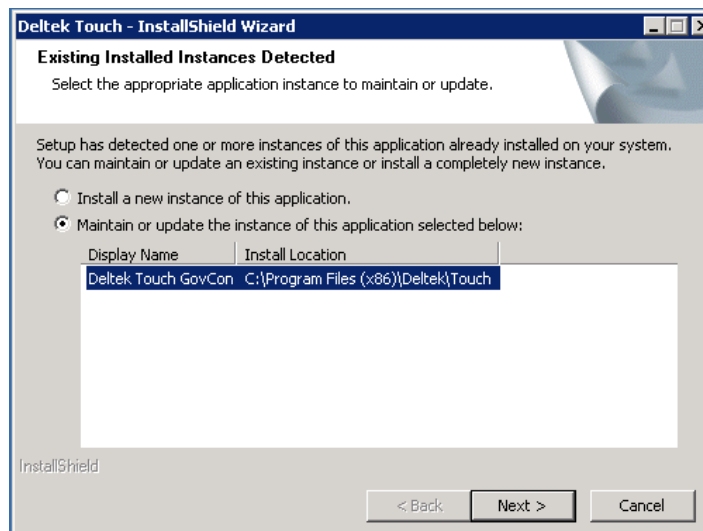 Deltek Touch - InstallShield Wizard
Existing Installed Instances Detected
Select the appropriate application instance to maintain or update.
Setup has detected one or more instances of this application already installed on your system.
You can maintain or update an existing instance or install a completely new instance.
Install a new instance of this application.
Maintain or update the instance of this application selected below:
Display Name Install Location
Deltek Touch GovCon C:\Program Files (x86)\Deltek\Touch
InstallShield
< Back Next > Cancel